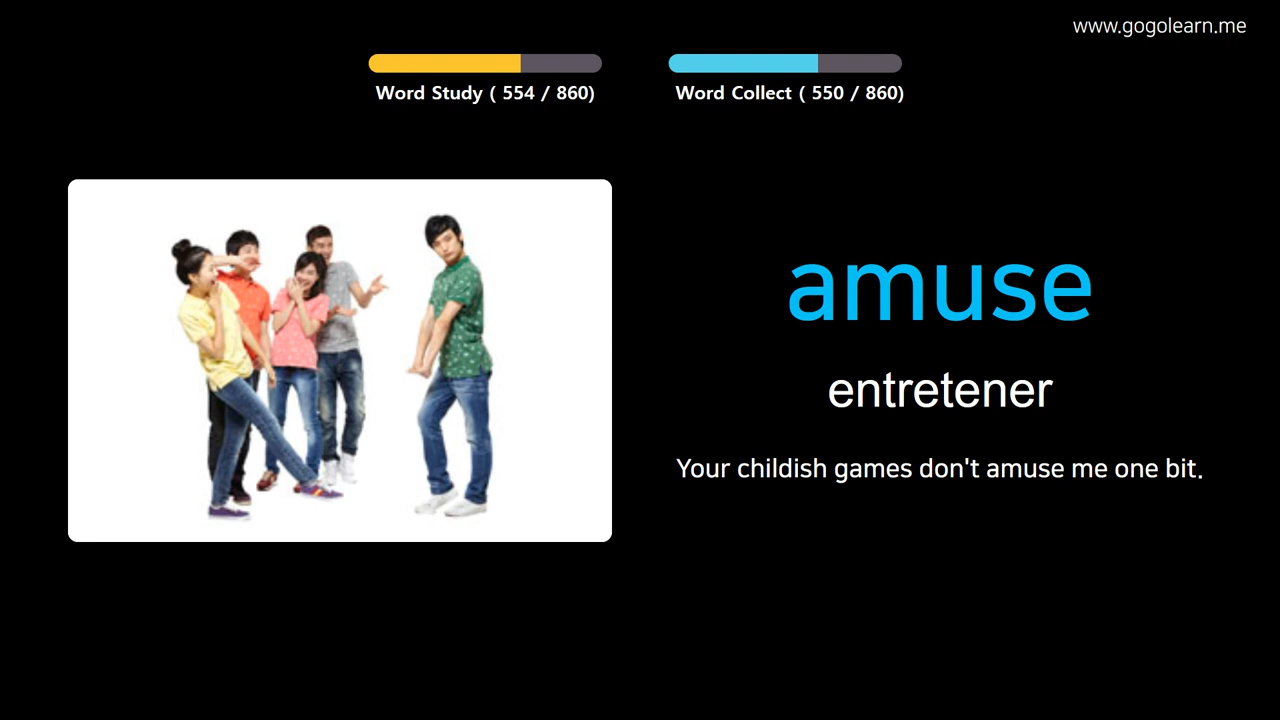 www.gogolearn.me
Word Study ( 554 / 860)
Word Collect ( 550 / 860)
amuse
entretener
Your childish games don't amuse me one bit.